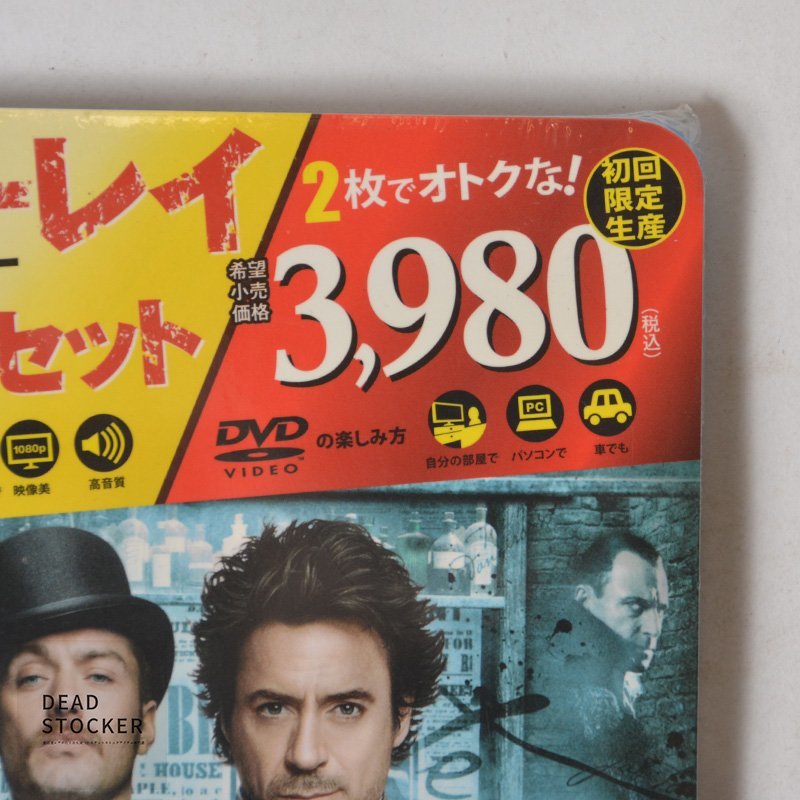 ーレイ
セット
1080p
映像美
高音質
2枚でオトクな!
初回
限定
生産
希望
小売
価格
3,980
(税込)
DVD
VIDEO
TM
の楽しみ方
自分の部屋で
PC
パソコンで
車でも
DEAD
STOCKER
HOUSE